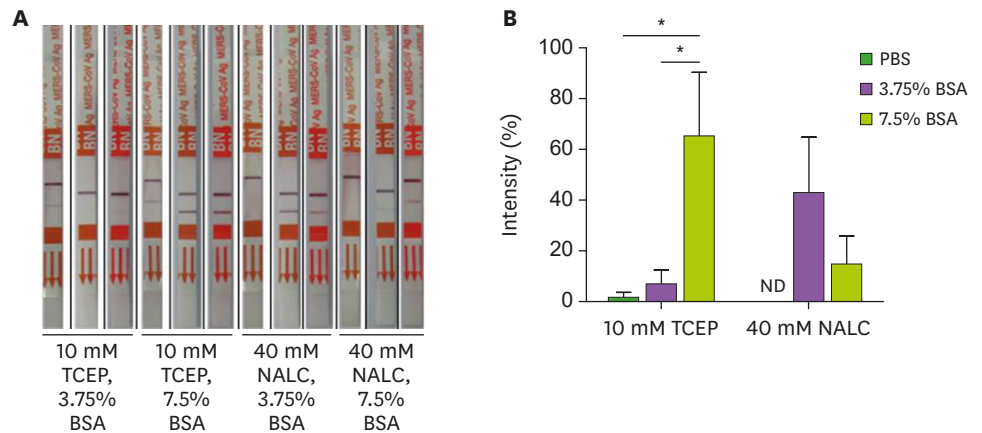 A
MERS-CoV Ag
BN
10 mM
TCEP,
3.75%
BSA
10 mM
TCEP,
7.5%
BSA
40 mM
NALC,
3.75%
BSA
40 mM
NALC,
7.5%
BSA
B
Intensity (%)
100
80
60
40
20
0
*
*
ND
10 mM TCEP
40 mM NALC
PBS
3.75% BSA
7.5% BSA